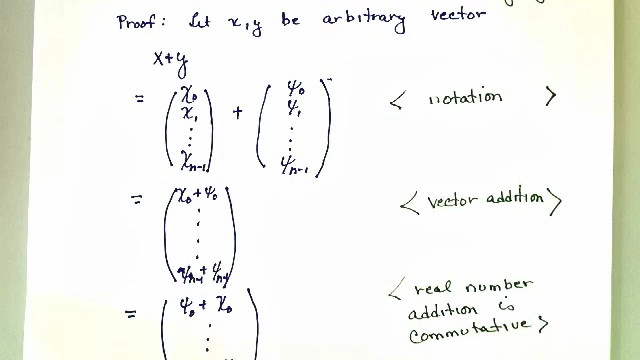 Proof: Let x, y be arbitrary vector
x+y
= ( χ₀ χ₁ ⋮ χₙ₋₁ ) + ( ψ₀ ψ₁ ⋮ ψₙ₋₁ ) < notation >
= ( χ₀ + ψ₀ ⋮ ψₙ₋₁ + ψₙ₋₁ ) < vector addition >
= ( ψ₀ + χ₀ ⋮ < real number
addition is
commutative >